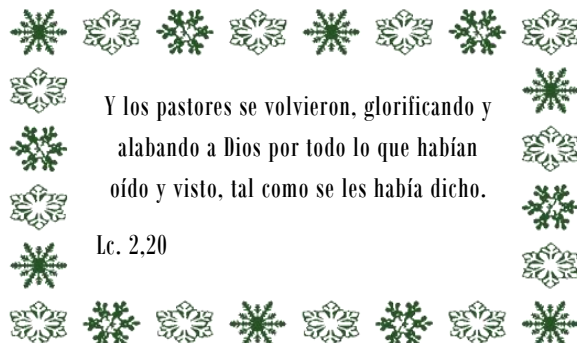 Y los pastores se volvieron, glorificando y
alabando a Dios por todo lo que habían
oído y visto, tal como se les había dicho.
Lc. 2,20